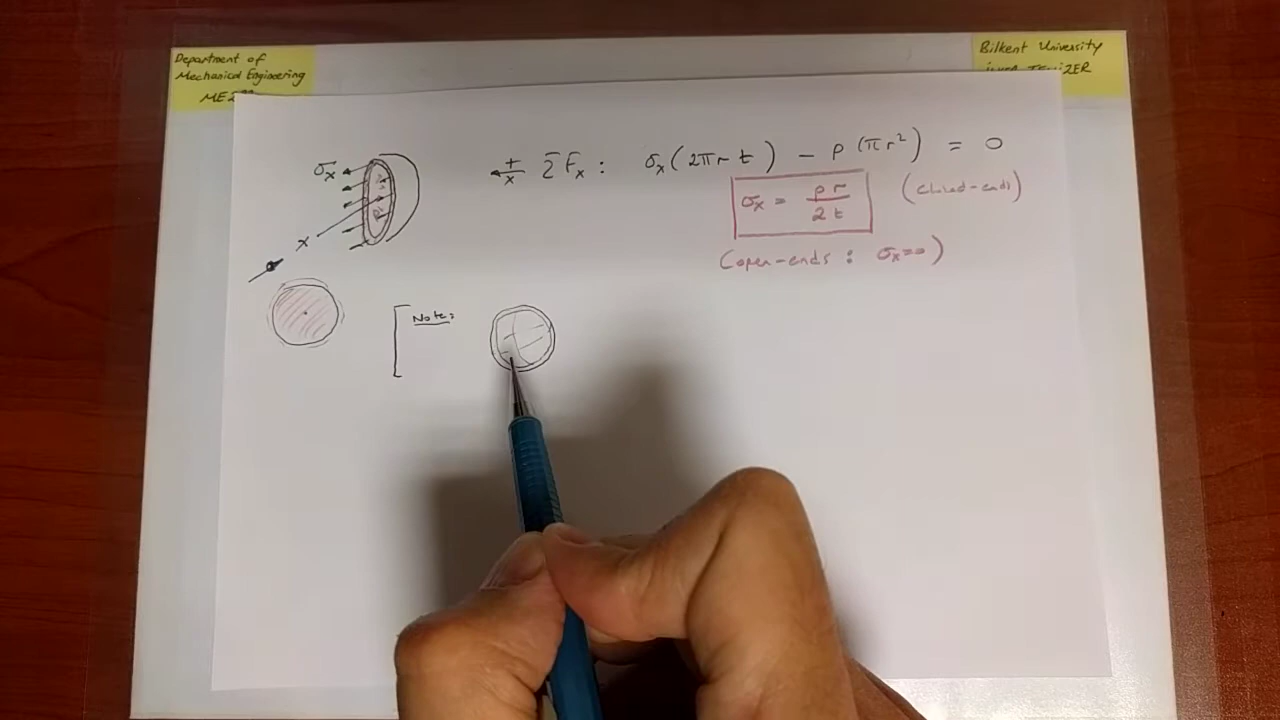 Department of
Mechanical Engineering
Bilkent University
σx
x
←+ x ΣFx : σx (2πr t) – p (πr²) = 0
σx = pr / 2t (closed-ends)
(open-ends : σx=0)
Note: